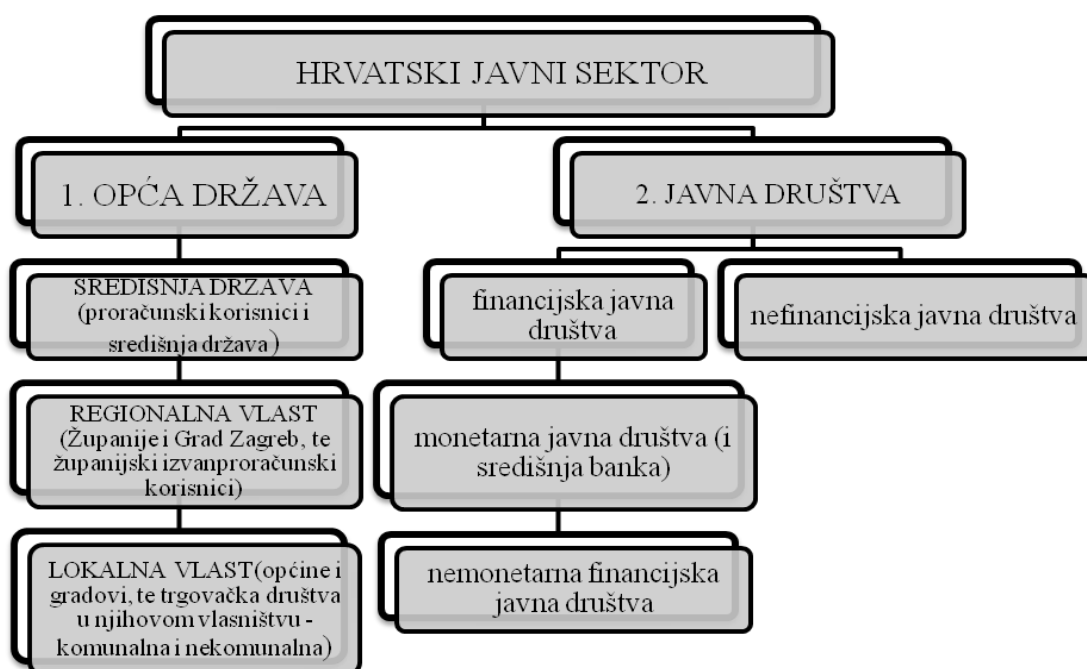 HRVATSKI JAVNI SEKTOR
1. OPĆA DRŽAVA
2. JAVNA DRUŠTVA
SREDISNJA DRZAVA
(proračunski korisnici i
središnja država)
financijska javna
društva
nefinancijska javna društva
REGIONALNA VLAST
(Županije i Grad Zagreb, te
županijski izvanproračunski
korisnici)
monetarna javna društva (i
središnja banka)
LOKALNA VLAST(općine i
gradovi, te trgovačka društva
u njihovom vlasništvu -
komunalna i nekomunalna)
nemonetarna financijska
javna društva